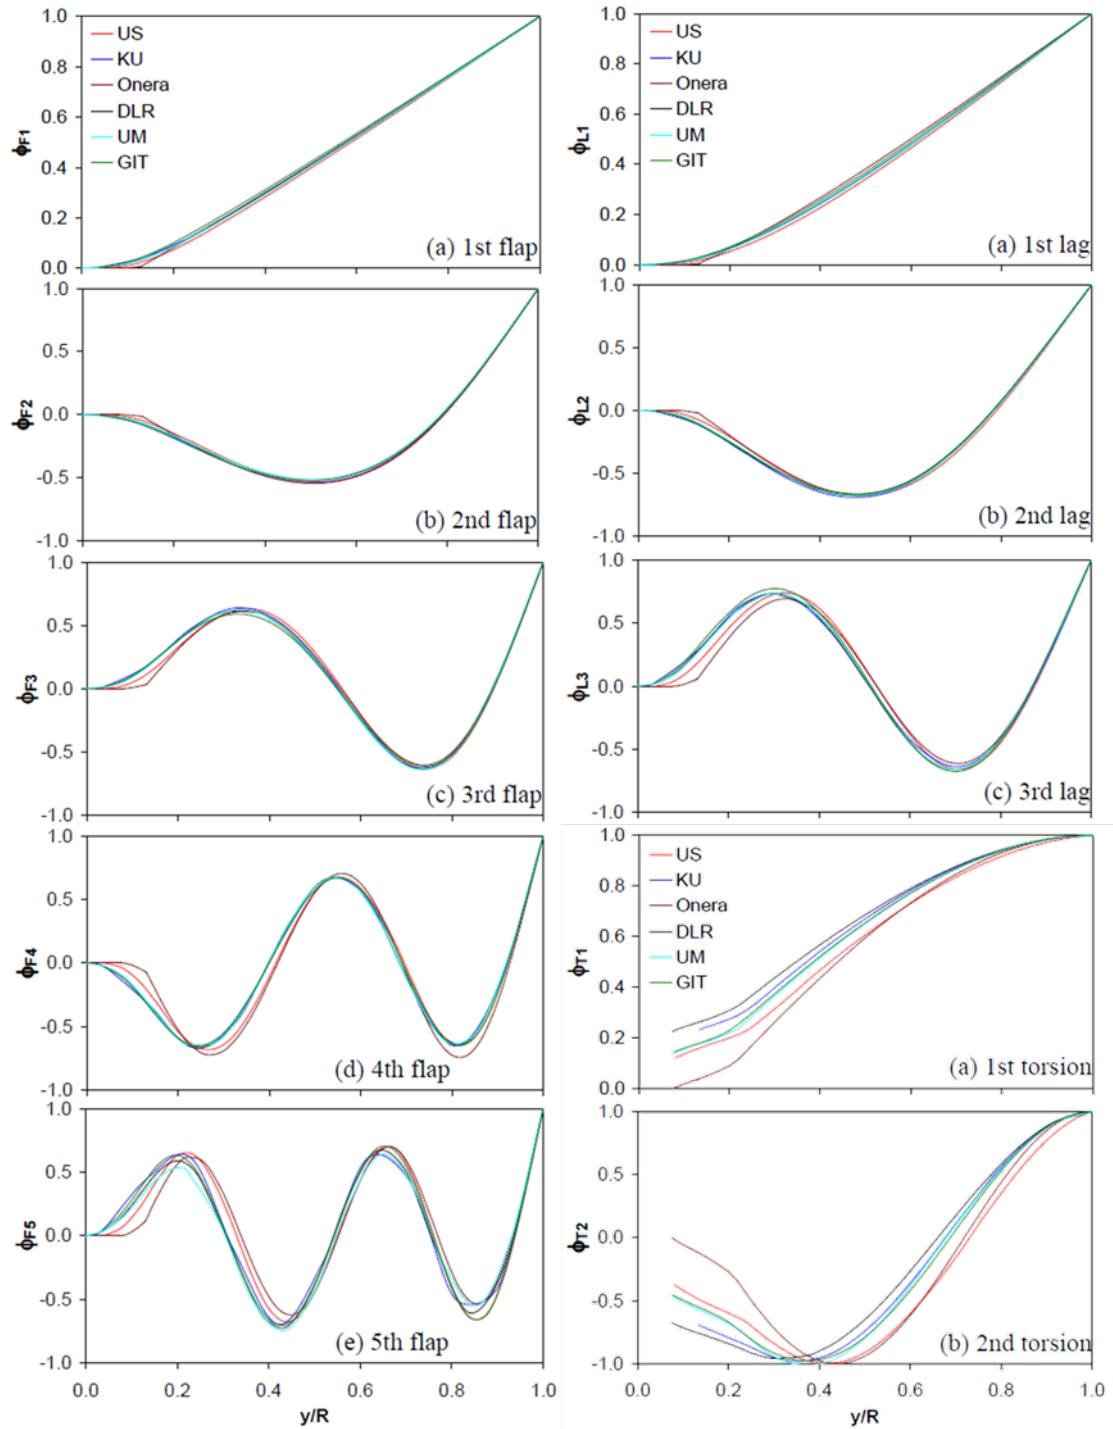 1.0
0.8
0.6
0.4
0.2
0.0
ϕF1
US
KU
Onera
DLR
UM
GIT
(a) 1st flap
1.0
0.8
0.6
0.4
0.2
0.0
ϕL1
US
KU
Onera
DLR
UM
GIT
(a) 1st lag
1.0
0.5
0.0
-0.5
-1.0
ϕF2
(b) 2nd flap
1.0
0.5
0.0
-0.5
-1.0
ϕL2
(b) 2nd lag
1.0
0.5
0.0
-0.5
-1.0
ϕF3
(c) 3rd flap
1.0
0.5
0.0
-0.5
-1.0
ϕL3
(c) 3rd lag
1.0
0.5
0.0
-0.5
-1.0
ϕF4
(d) 4th flap
1.0
0.8
0.6
0.4
0.2
0.0
ϕT1
US
KU
Onera
DLR
UM
GIT
(a) 1st torsion
1.0
0.5
0.0
-0.5
-1.0
ϕF5
(e) 5th flap
0.0 0.2 0.4 0.6 0.8 1.0
y/R
1.0
0.5
0.0
-0.5
-1.0
ϕT2
(b) 2nd torsion
0.0 0.2 0.4 0.6 0.8 1.0
y/R